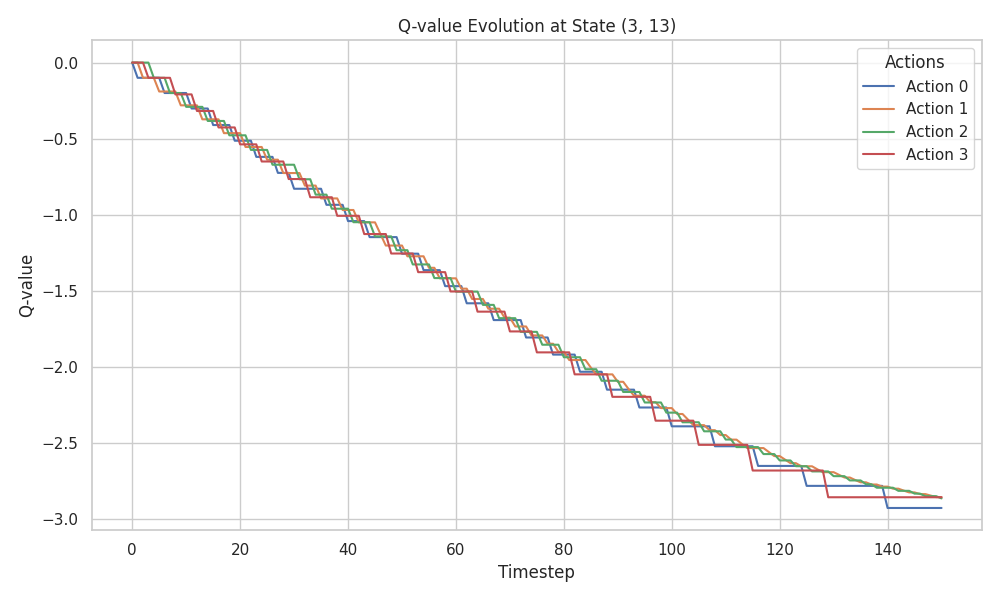 Q-value Evolution at State (3, 13)
Actions
Action 0
Action 1
Action 2
Action 3
Q-value
0.0
−0.5
−1.0
−1.5
−2.0
−2.5
−3.0
0 20 40 60 80 100 120 140
Timestep